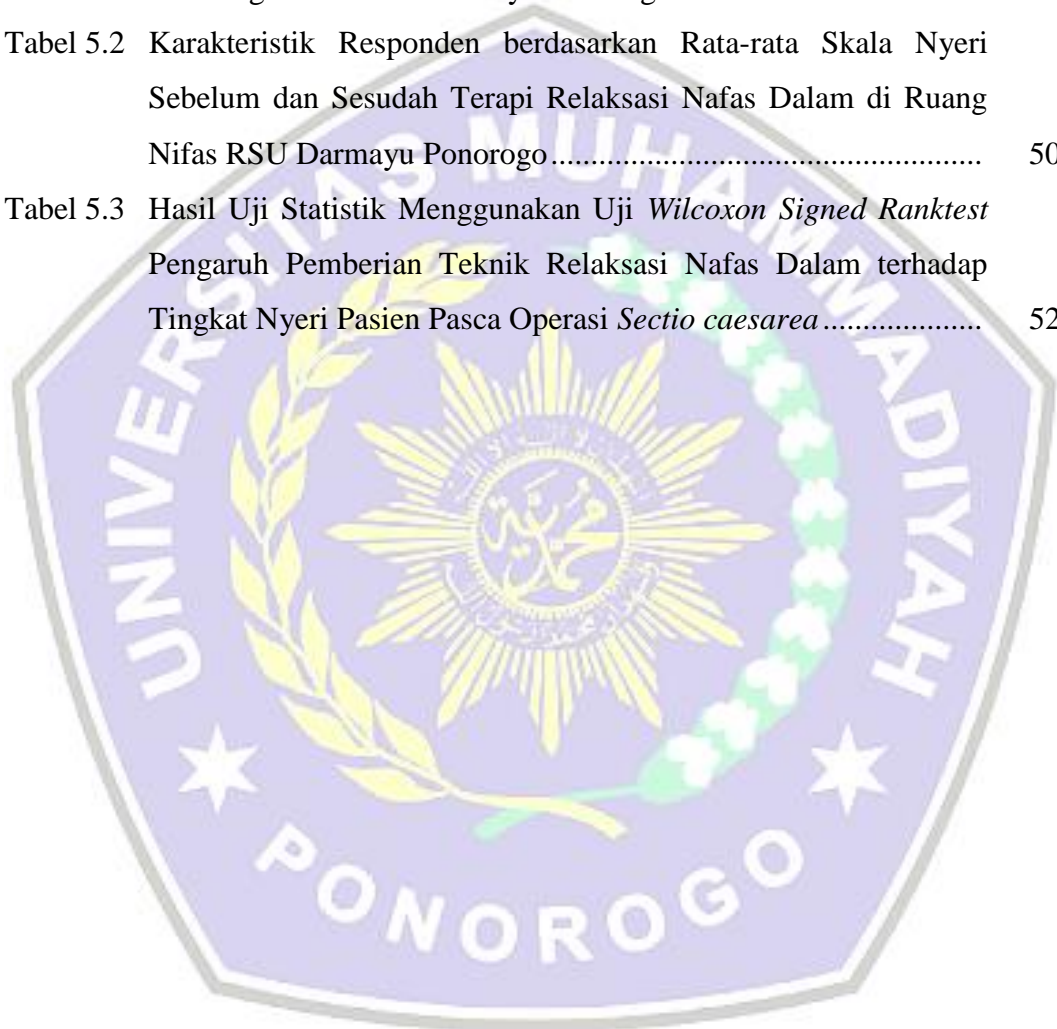 Tabel 5.2 Karakteristik Responden berdasarkan Rata-rata Skala Nyeri
Sebelum dan Sesudah Terapi Relaksasi Nafas Dalam di Ruang
Nifas RSU Darmayu Ponorogo................................................... 50
Tabel 5.3 Hasil Uji Statistik Menggunakan Uji Wilcoxon Signed Ranktest
Pengaruh Pemberian Teknik Relaksasi Nafas Dalam terhadap
Tingkat Nyeri Pasien Pasca Operasi Sectio caesarea.................... 52
UNIVERSITAS MUHAMMADIYAH
PONOROGO